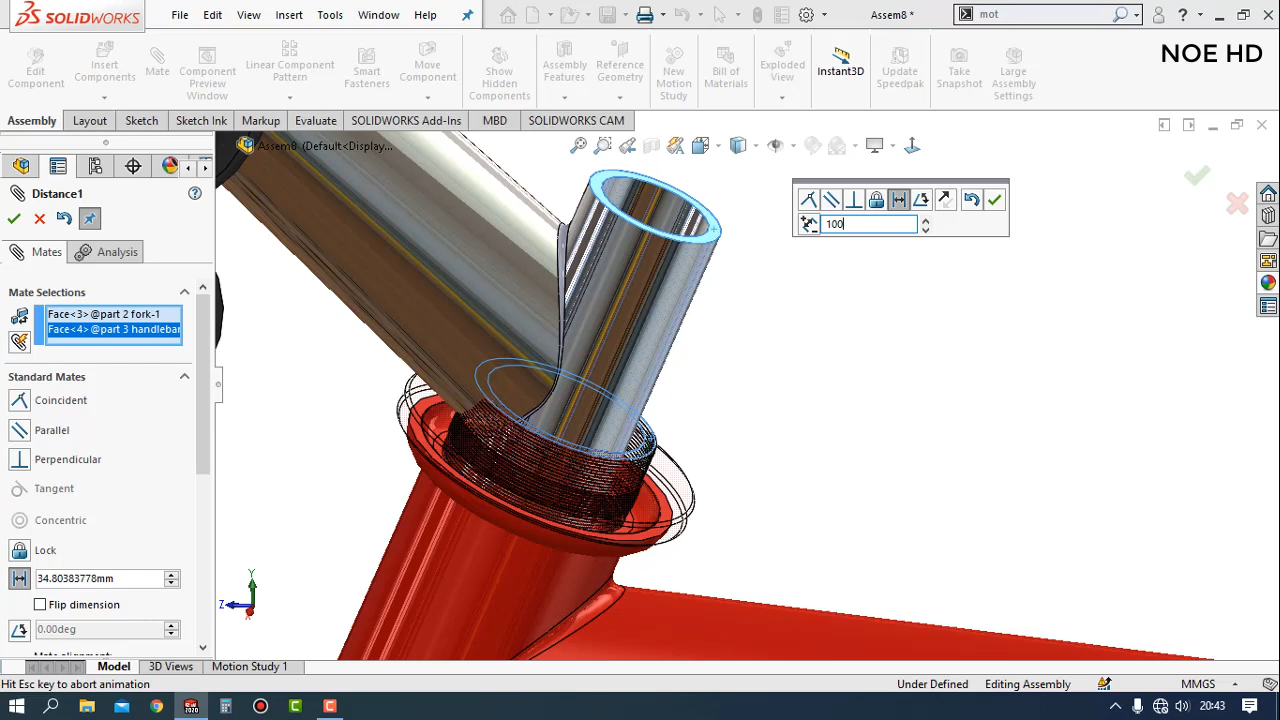 SOLIDWORKS
File
Edit
View
Insert
Tools
Window
Help
Assem8 *
mot
NOE HD
Edit Component
Insert Components
Mate
Component Preview Window
Linear Component Pattern
Smart Fasteners
Move Component
Show Hidden Components
Assembly Features
Reference Geometry
New Motion Study
Bill of Materials
Exploded View
Instant3D
Update Speedpak
Take Snapshot
Large Assembly Settings
Assembly
Layout
Sketch
Sketch Ink
Markup
Evaluate
SOLIDWORKS Add-Ins
MBD
SOLIDWORKS CAM
Assem8 (Default<Display...
Distance1
Mates
Analysis
Mate Selections
Face<3> @part 2 fork-1
Face<4> @part 3 handlebar
Standard Mates
Coincident
Parallel
Perpendicular
Tangent
Concentric
Lock
34.80383778mm
Flip dimension
0.00deg
100
Y
Z
X
Model
3D Views
Motion Study 1
Hit Esc key to abort animation
Under Defined
Editing Assembly
MMGS
20:43